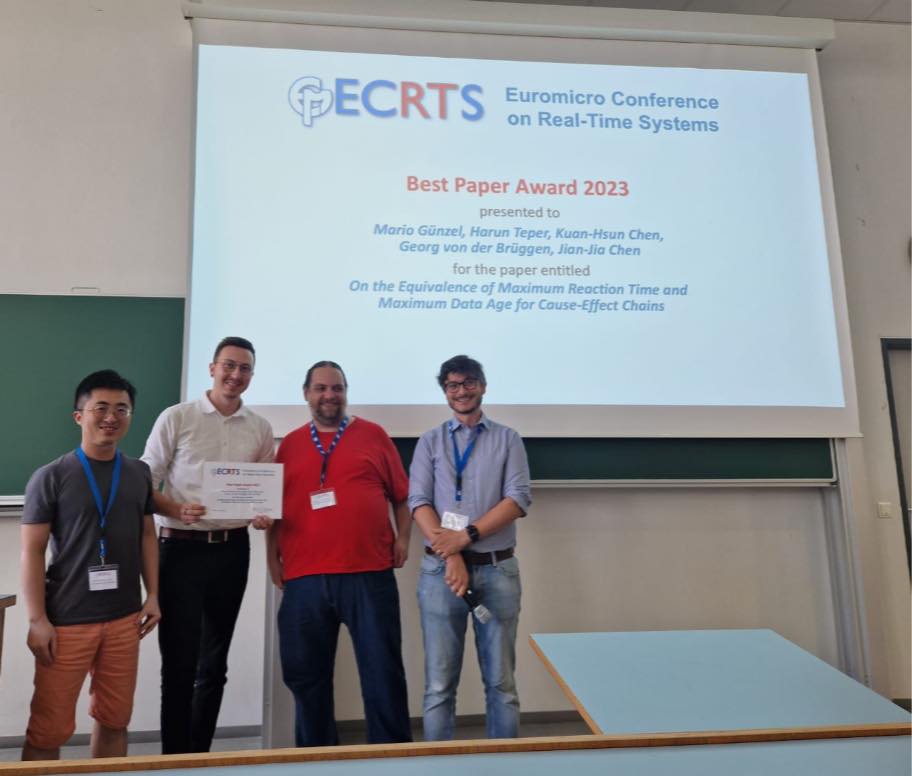 ECRTS
Euromicro Conference
on Real-Time Systems
Best Paper Award 2023
presented to
Mario Günzel, Harun Teper, Kuan-Hsun Chen,
Georg von der Brüggen, Jian-Jia Chen
for the paper entitled
On the Equivalence of Maximum Reaction Time and
Maximum Data Age for Cause-Effect Chains
ECRTS